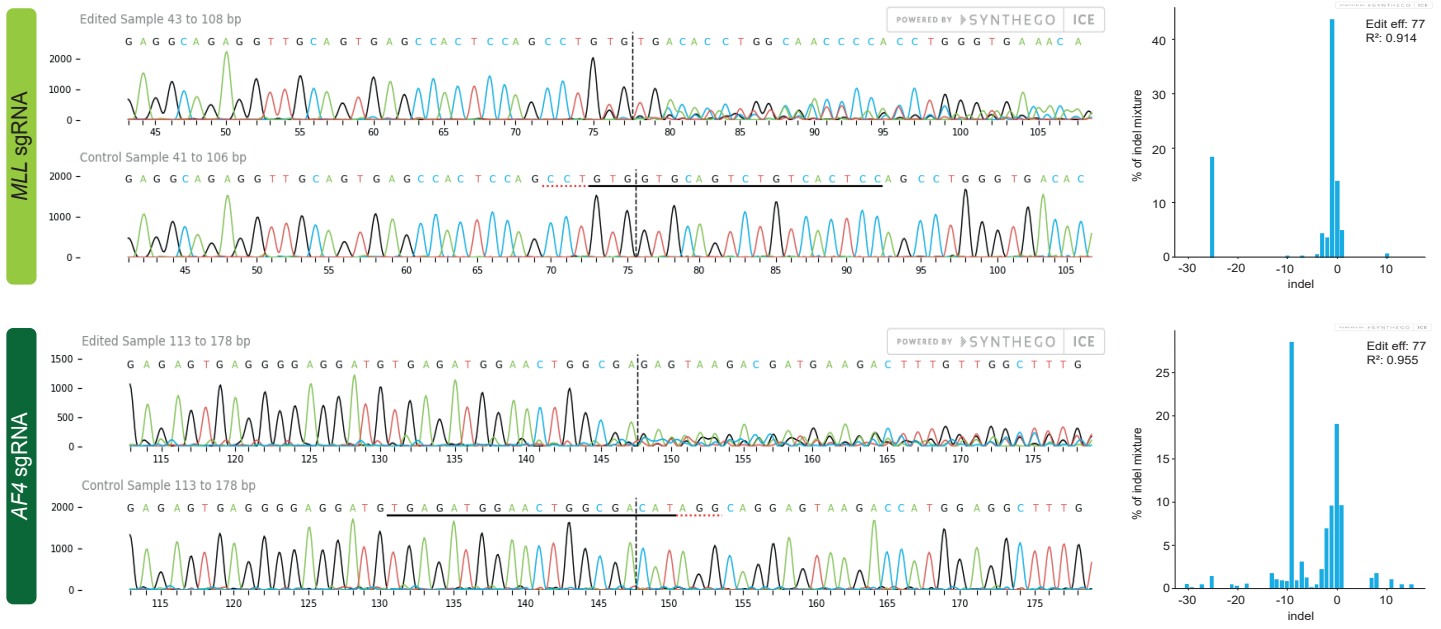 MLL sgRNA
Edited Sample 43 to 108 bp
POWERED BY SYNTHEGO ICE
G A G G C A G A G G T T G C A G T G A G C C A C T C C A G C C T G T G T G A C A C C T G G C A A C C C C A C C T G G G T G A A A C A
2000
1000
0
45 50 55 60 65 70 75 80 85 90 95 100 105
Control Sample 41 to 106 bp
G A G G C A G A G G T T G C A G T G A G C C A C T C C A G C C T G T G G T G C A G T C T G T C A C T C C A G C C T G G G T G A C A C
2000
1000
0
45 50 55 60 65 70 75 80 85 90 95 100 105
SYNTHEGO ICE
Edit eff: 77
R²: 0.914
% of indel mixture
40
30
20
10
0
-30 -20 -10 0 10
indel
AF4 sgRNA
Edited Sample 113 to 178 bp
POWERED BY SYNTHEGO ICE
G A G A G T G A G G G G A G G A T G T G A G A T G G A A C T G G C G A G A G T A A G A C G A T G A A G A C T T T G T T G G C T T T G
1500
1000
500
0
115 120 125 130 135 140 145 150 155 160 165 170 175
Control Sample 113 to 178 bp
G A G A G T G A G G G G A G G A T G T G A G A T G G A A C T G G C G A C A T A G G C A G G A G T A A G A C C A T G G A G G C T T T G
2000
1000
0
115 120 125 130 135 140 145 150 155 160 165 170 175
SYNTHEGO ICE
Edit eff: 77
R²: 0.955
% of indel mixture
25
20
15
10
5
0
-30 -20 -10 0 10
indel